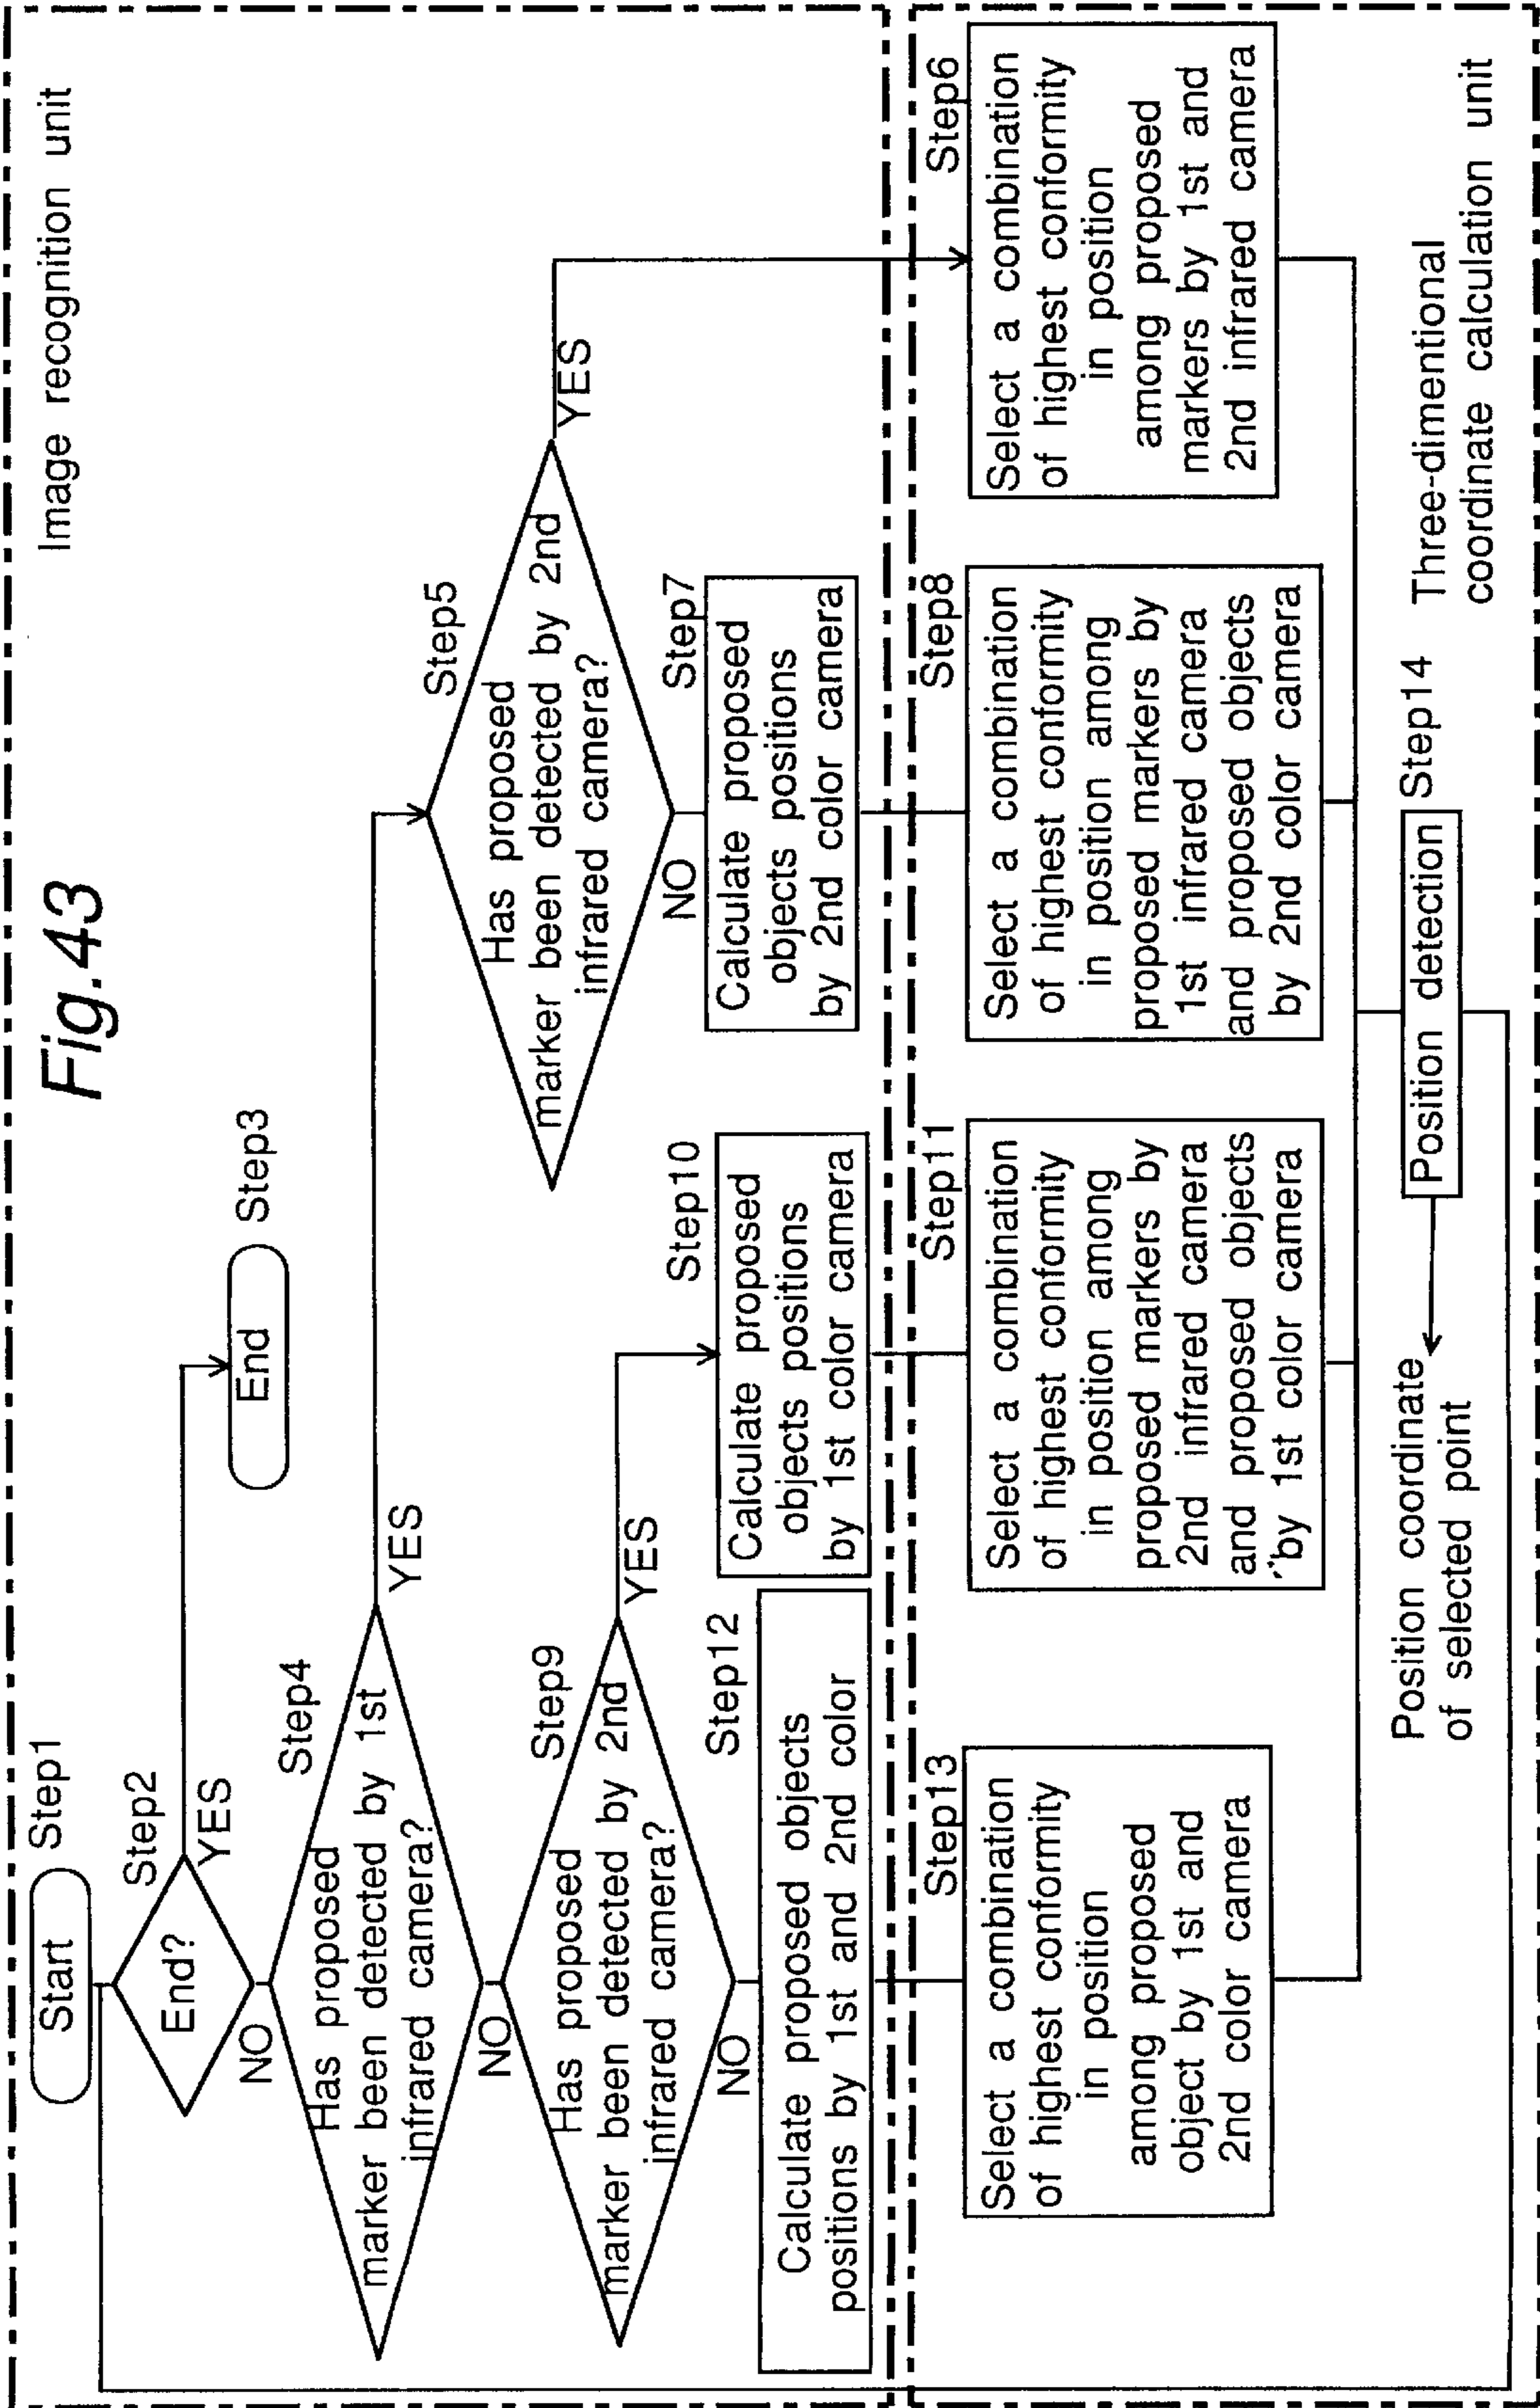 Fig.43
Image recognition unit
Start
Step1
Step2
End?
YES
NO
End
Step3
Step4
Has proposed
marker been detected by 1st
infrared camera?
YES
NO
Step5
Has proposed
marker been detected by 2nd
infrared camera?
YES
NO
Step9
Has proposed
marker been detected by 2nd
infrared camera?
YES
NO
Step12
Calculate proposed objects
positions by 1st and 2nd color
Step10
Calculate proposed
objects positions
by 1st color camera
Step7
Calculate proposed
objects positions
by 2nd color camera
Step13
Select a combination
of highest conformity
in position
among proposed
object by 1st and
2nd color camera
Step11
Select a combination
of highest conformity
in position among
proposed markers by
2nd infrared camera
and proposed objects
by 1st color camera
Step8
Select a combination
of highest conformity
in position among
proposed markers by
1st infrared camera
and proposed objects
by 2nd color camera
Step6
Select a combination
of highest conformity
in position
among proposed
markers by 1st and
2nd infrared camera
Position coordinate
of selected point
Position detection
Step14
Three-dimentional
coordinate calculation unit